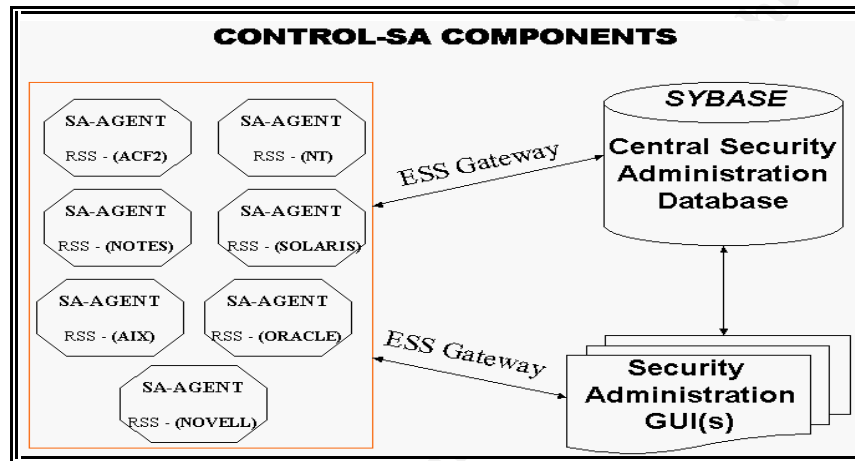 CONTROL-SA COMPONENTS
SA-AGENT
RSS - (ACF2)
SA-AGENT
RSS - (NT)
SA-AGENT
RSS - (NOTES)
SA-AGENT
RSS - (SOLARIS)
SA-AGENT
RSS - (AIX)
SA-AGENT
RSS - (ORACLE)
SA-AGENT
RSS - (NOVELL)
ESS Gateway
ESS Gateway
SYBASE
Central Security
Administration
Database
Security
Administration
GUI(s)